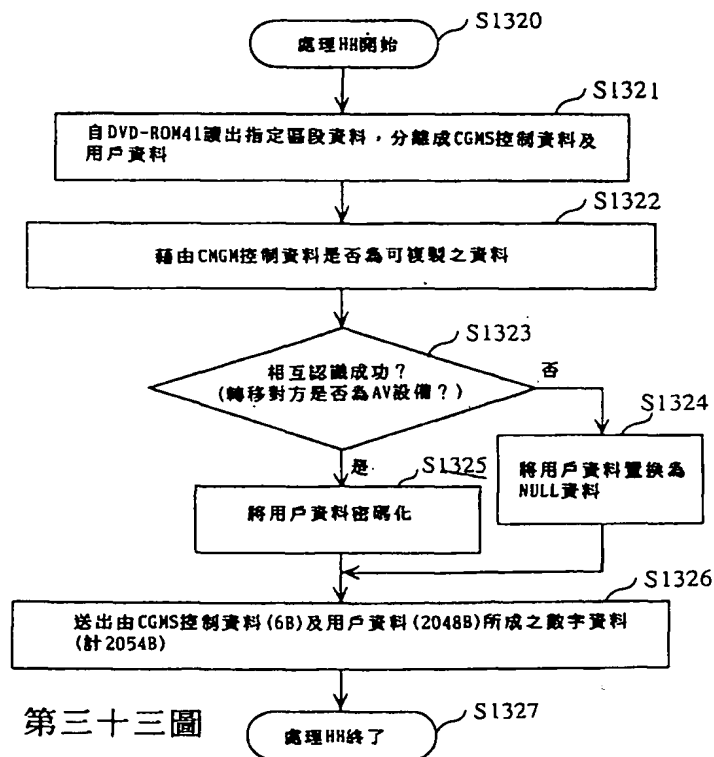 S1320
處理HH開始
S1321
自DVD-ROM41讀出指定區段資料，分離成CGMS控制資料及
用戶資料
S1322
藉由CMGM控制資料是否為可複製之資料
S1323
相互認識成功？
(轉移對方是否為AV設備？)
否
S1324
是
S1325
將用戶資料置換為
NULL資料
將用戶資料密碼化
S1326
送出由CGMS控制資料(6B)及用戶資料(2048B)所成之數字資料
(計2054B)
第三十三圖
S1327
處理HH終了